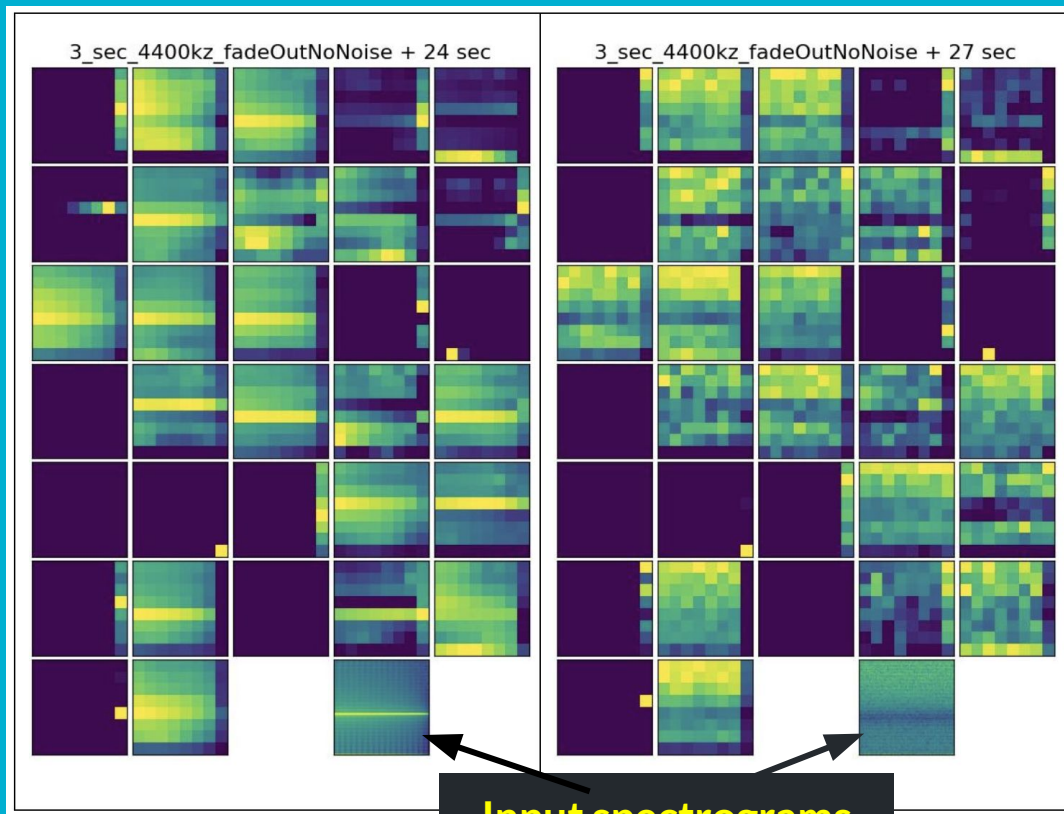 3_sec_4400kz_fadeOutNoNoise + 24 sec
3_sec_4400kz_fadeOutNoNoise + 27 sec
Input spectrograms